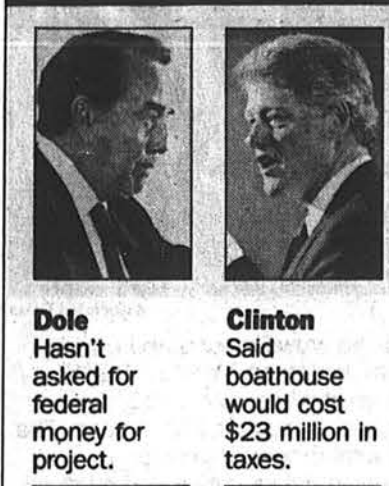 Dole
Hasn't
asked for
federal
money for
project.
Clinton
Said
boathouse
would cost
$23 million in
taxes.